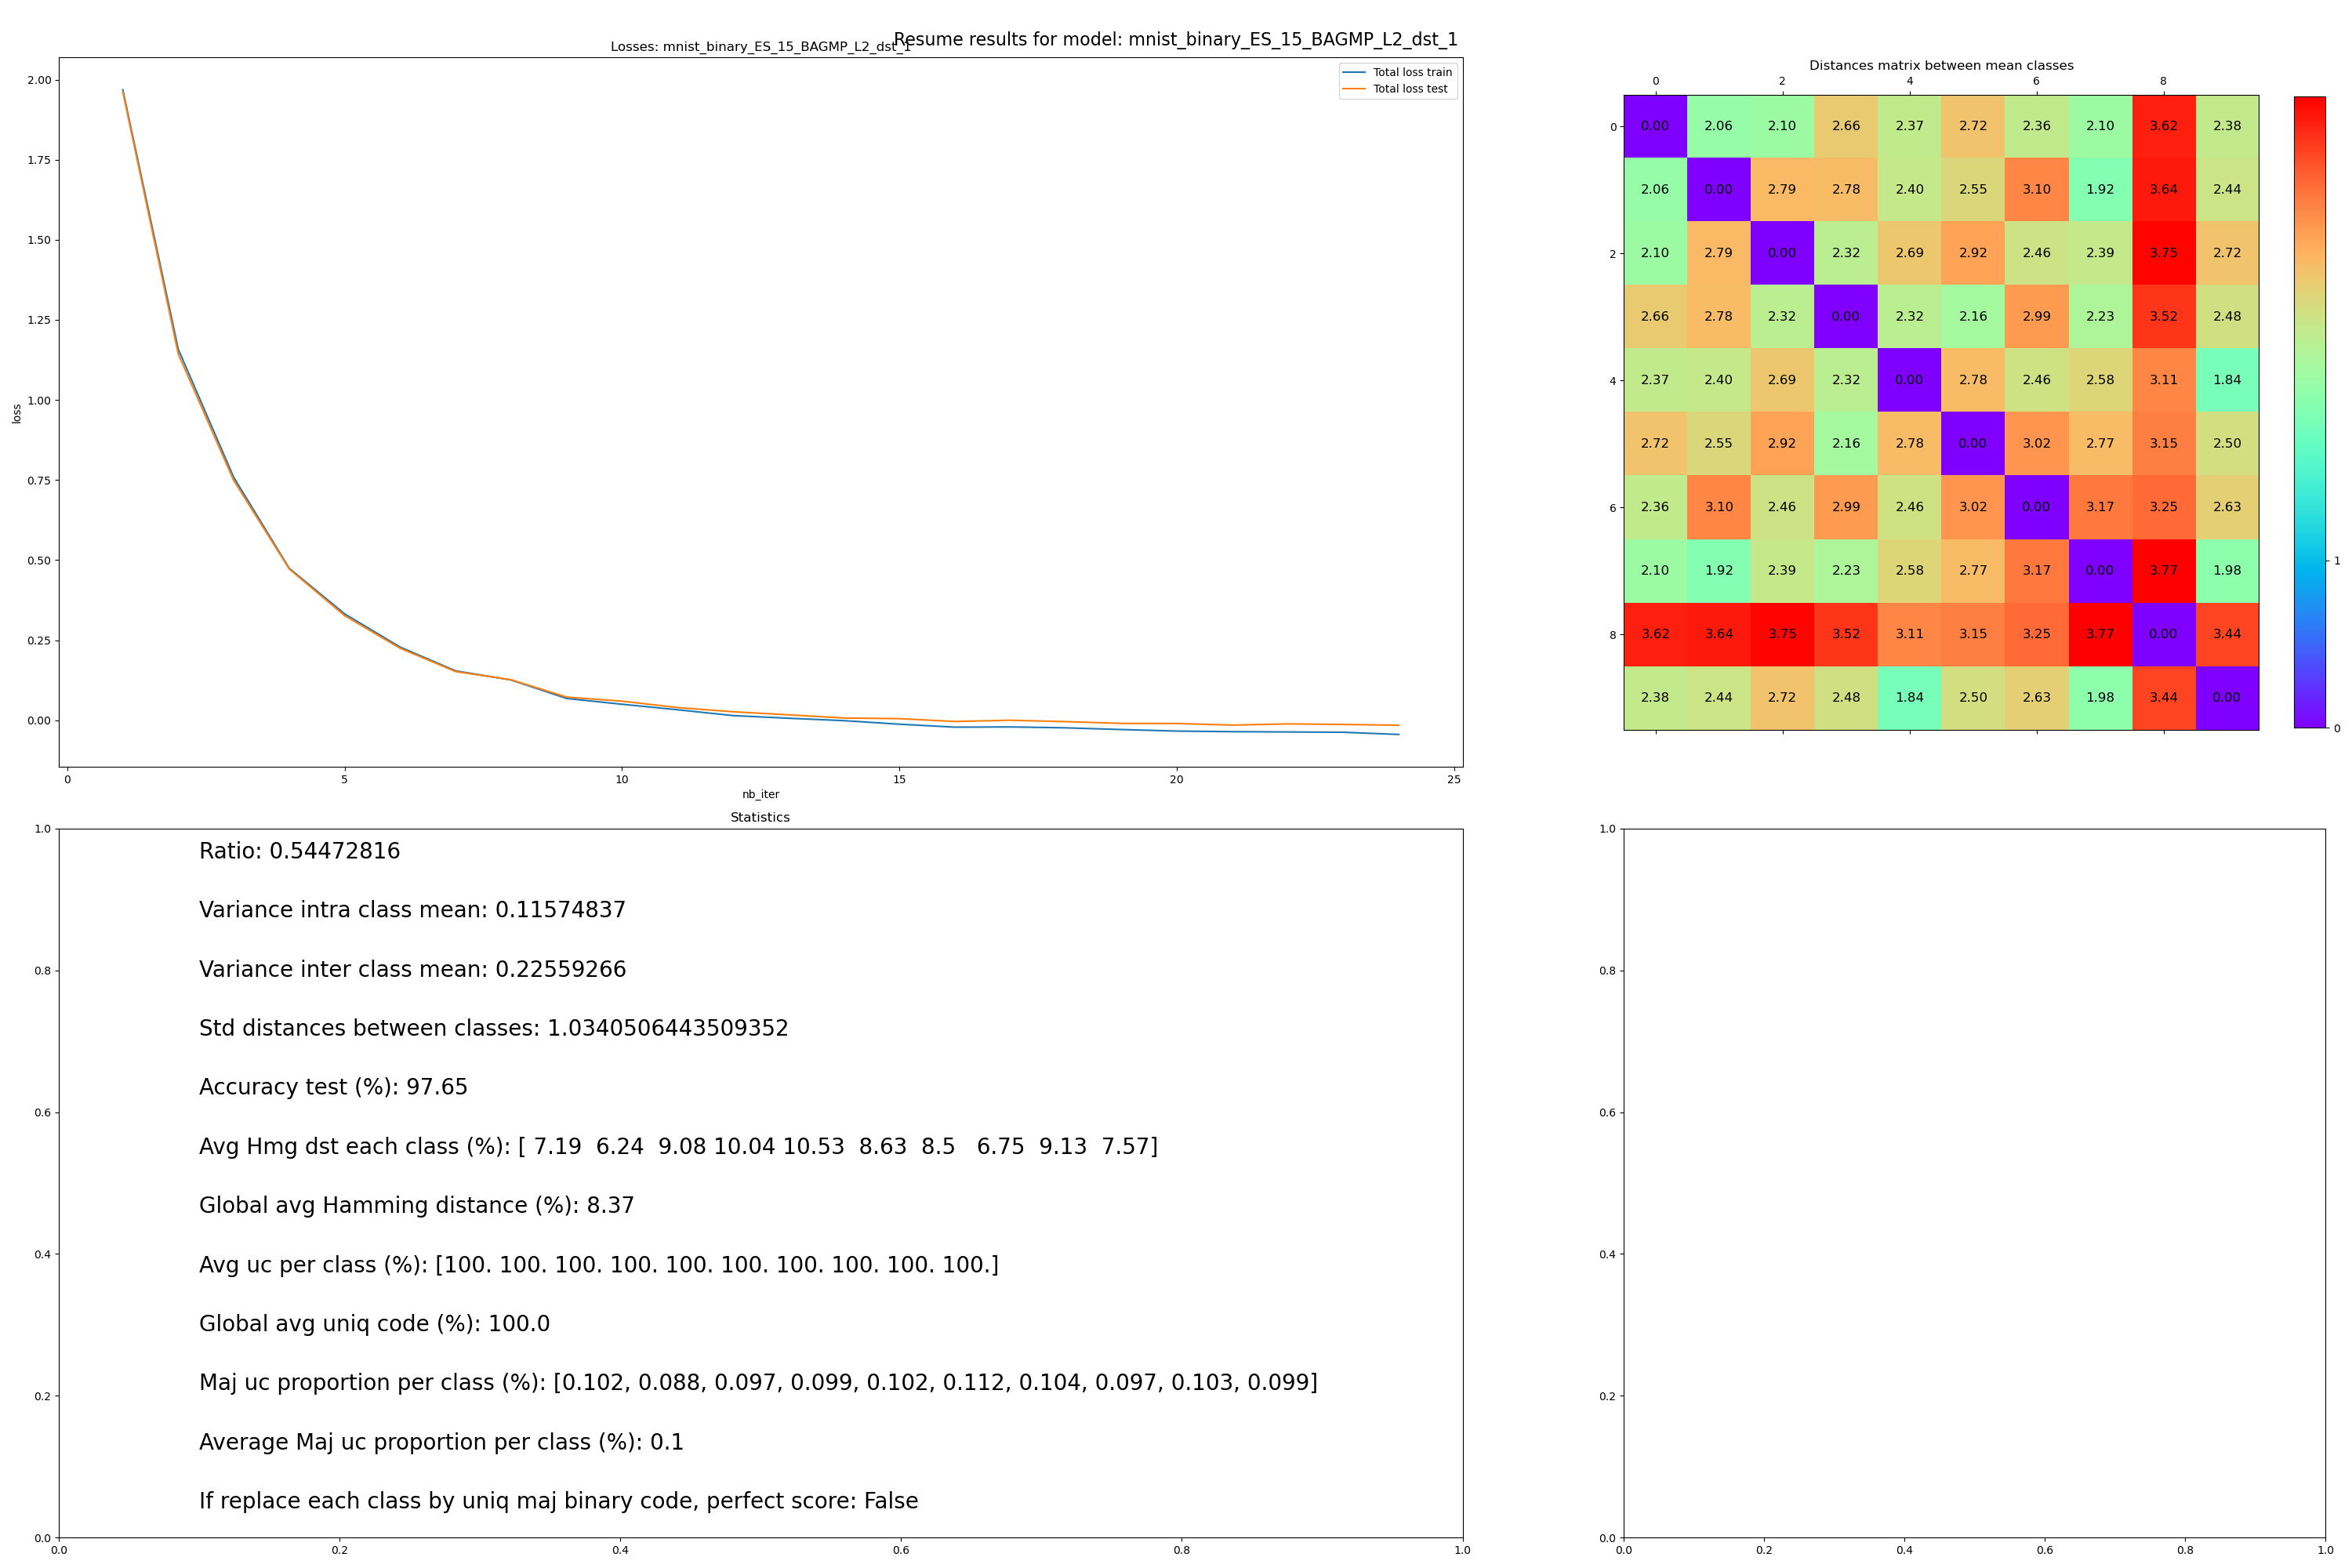 Resume results for model: mnist_binary_ES_15_BAGMP_L2_dst_1
Losses: mnist_binary_ES_15_BAGMP_L2_dst_1
Total loss train
Total loss test
2.00
1.75
1.50
1.25
1.00
0.75
0.50
0.25
0.00
loss
0 5 10 15 20 25
nb_iter
Distances matrix between mean classes
0 2 4 6 8
0 0.00 2.06 2.10 2.66 2.37 2.72 2.36 2.10 3.62 2.38
2.06 0.00 2.79 2.78 2.40 2.55 3.10 1.92 3.64 2.44
2 2.10 2.79 0.00 2.32 2.69 2.92 2.46 2.39 3.75 2.72
2.66 2.78 2.32 0.00 2.32 2.16 2.99 2.23 3.52 2.48
4 2.37 2.40 2.69 2.32 0.00 2.78 2.46 2.58 3.11 1.84
2.72 2.55 2.92 2.16 2.78 0.00 3.02 2.77 3.15 2.50
6 2.36 3.10 2.46 2.99 2.46 3.02 0.00 3.17 3.25 2.63
2.10 1.92 2.39 2.23 2.58 2.77 3.17 0.00 3.77 1.98
8 3.62 3.64 3.75 3.52 3.11 3.15 3.25 3.77 0.00 3.44
2.38 2.44 2.72 2.48 1.84 2.50 2.63 1.98 3.44 0.00
1
0
Statistics
Ratio: 0.54472816
Variance intra class mean: 0.11574837
Variance inter class mean: 0.22559266
Std distances between classes: 1.0340506443509352
Accuracy test (%): 97.65
Avg Hmg dst each class (%): [ 7.19 6.24 9.08 10.04 10.53 8.63 8.5 6.75 9.13 7.57]
Global avg Hamming distance (%): 8.37
Avg uc per class (%): [100. 100. 100. 100. 100. 100. 100. 100. 100. 100.]
Global avg uniq code (%): 100.0
Maj uc proportion per class (%): [0.102, 0.088, 0.097, 0.099, 0.102, 0.112, 0.104, 0.097, 0.103, 0.099]
Average Maj uc proportion per class (%): 0.1
If replace each class by uniq maj binary code, perfect score: False
1.0
0.8
0.6
0.4
0.2
0.0
0.0 0.2 0.4 0.6 0.8 1.0
1.0
0.8
0.6
0.4
0.2
0.0
0.0 0.2 0.4 0.6 0.8 1.0